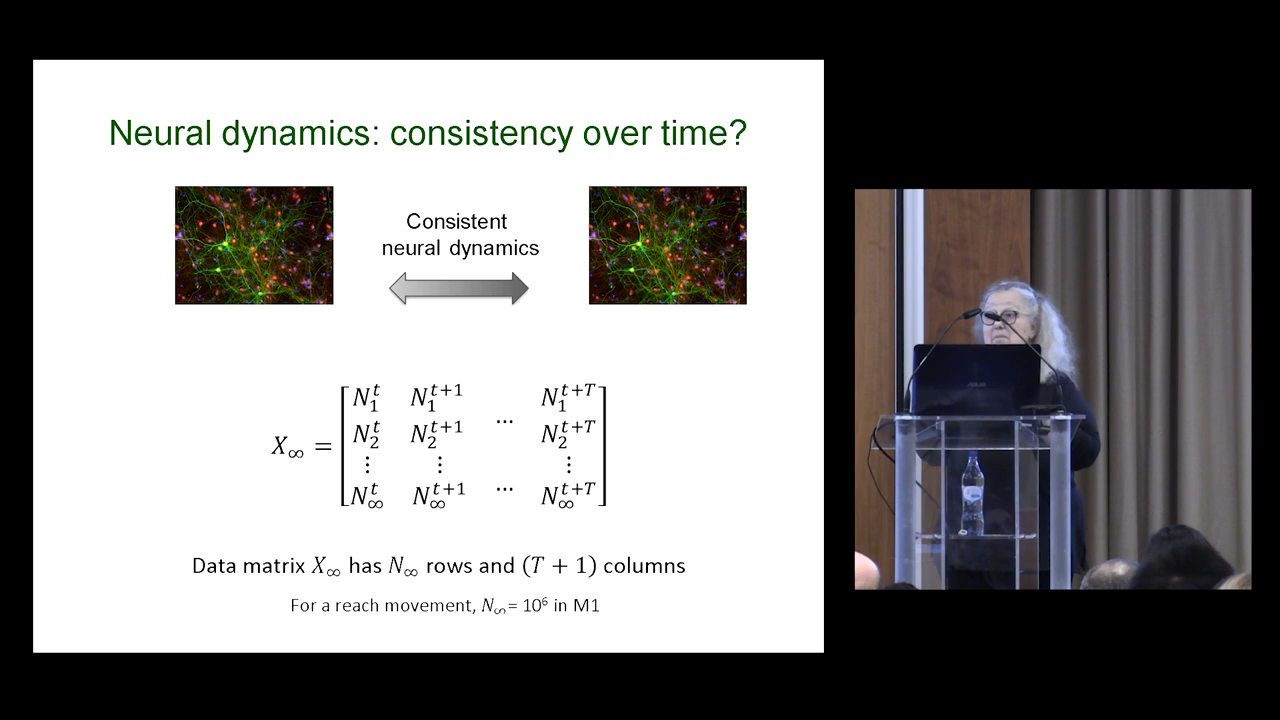 Neural dynamics: consistency over time?
Consistent
neural dynamics
X∞ = [ N₁ᵗ N₁ᵗ⁺¹ ⋯ N₁ᵗ⁺ᵀ
N₂ᵗ N₂ᵗ⁺¹ N₂ᵗ⁺ᵀ
⋮ ⋮ ⋮
N∞ᵗ N∞ᵗ⁺¹ ⋯ N∞ᵗ⁺ᵀ ]
Data matrix X∞ has N∞ rows and (T + 1) columns
For a reach movement, N∞= 10⁶ in M1
ASUS